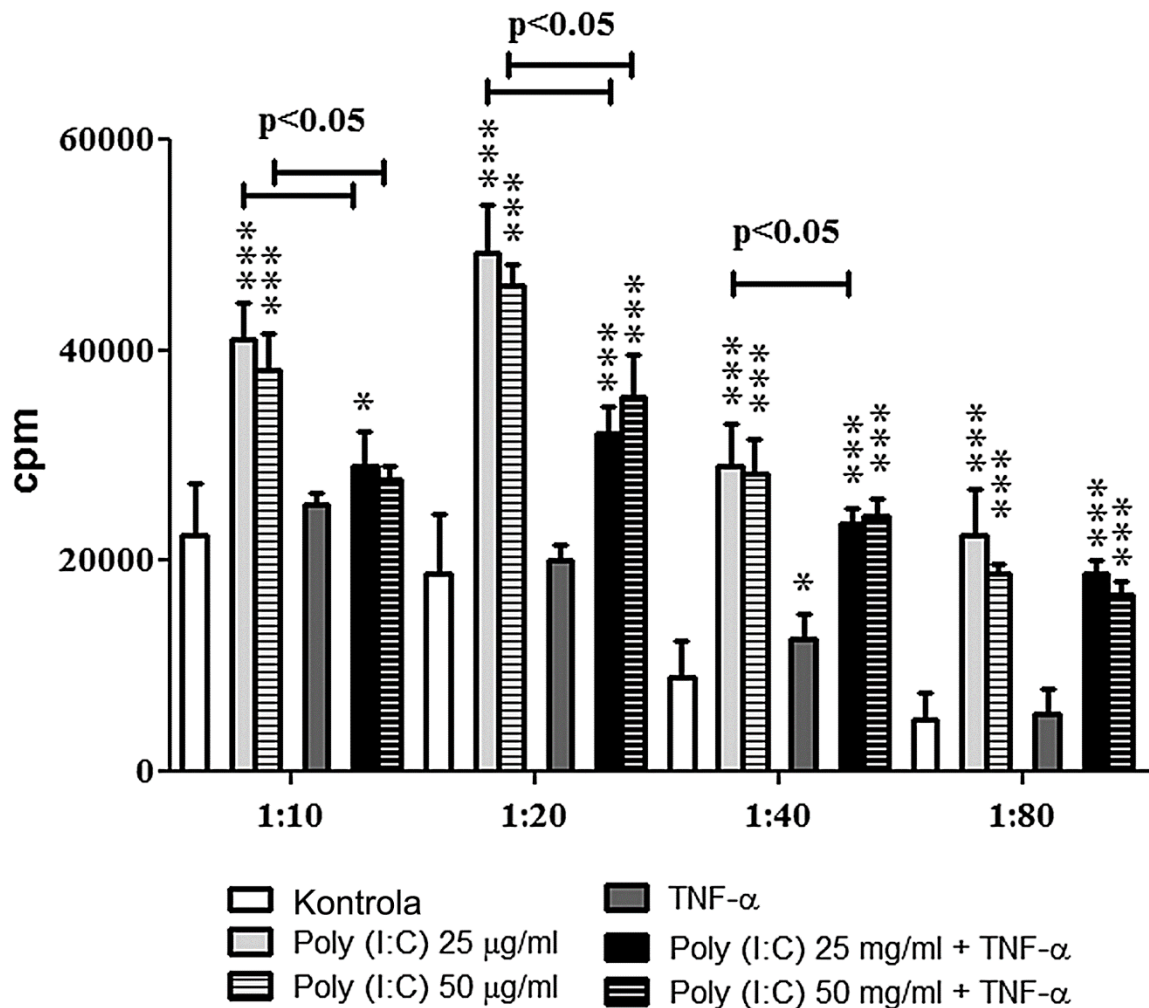 p<0.05
p<0.05
60000
***
***
p<0.05
***
***
***
***
40000
***
***
*
***
***
***
***
cpm
***
***
20000
*
0
1:10
1:20
1:40
1:80
Kontrola
Poly (I:C) 25 μg/ml
Poly (I:C) 50 μg/ml
TNF-α
Poly (I:C) 25 mg/ml + TNF-α
Poly (I:C) 50 mg/ml + TNF-α